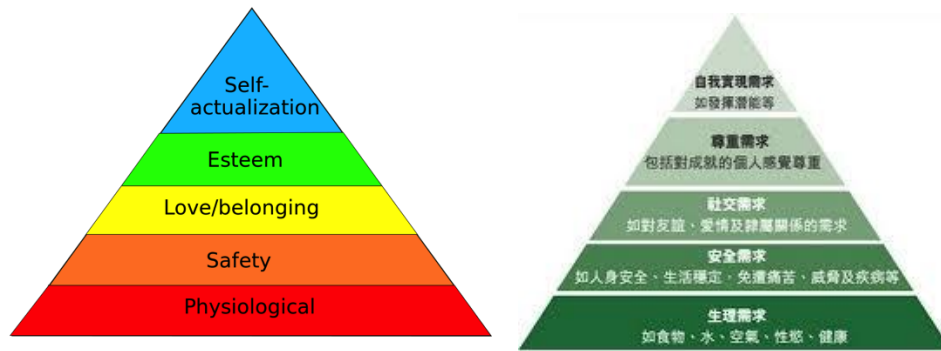 Self-
actualization
Esteem
Love/belonging
Safety
Physiological
自我實現需求
如發揮潛能等
尊重需求
包括對成就的個人感覺尊重
社交需求
如對友誼、愛情及隸屬關係的需求
安全需求
如人身安全、生活穩定、免遭痛苦、威脅及疾病等
生理需求
如食物、水、空氣、性慾、健康